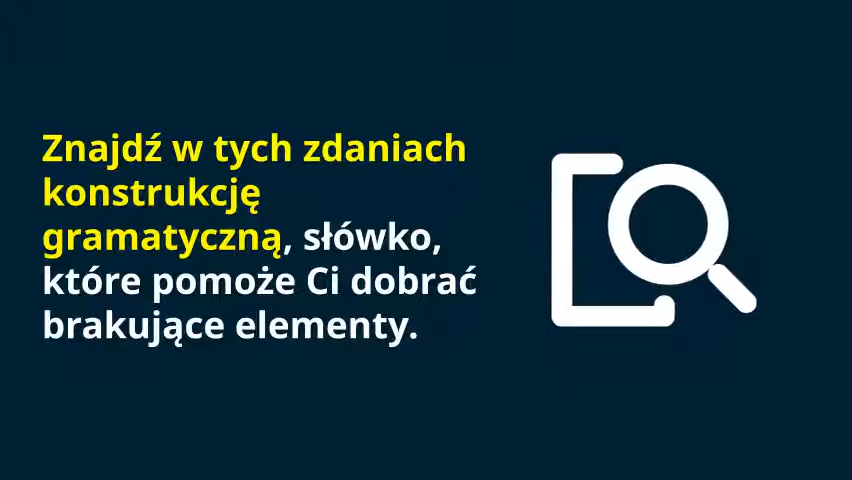 Znajdź w tych zdaniach
konstrukcję
gramatyczną, słówko,
które pomoże Ci dobrać
brakujące elementy.